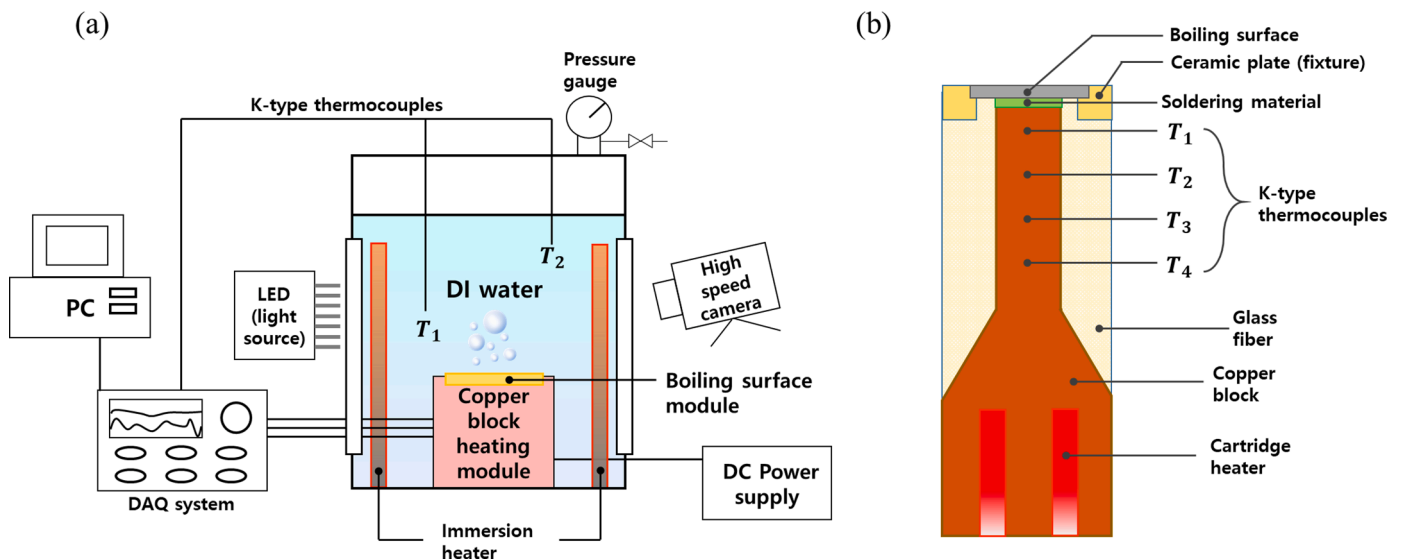 (a)
Pressure
gauge
K-type thermocouples
T₂
T₁
DI water
PC
LED
(light
source)
High
speed
camera
Boiling surface
module
Copper
block
heating
module
DAQ system
DC Power
supply
Immersion
heater
(b)
Boiling surface
Ceramic plate (fixture)
Soldering material
T₁
T₂
T₃
T₄
K-type
thermocouples
Glass
fiber
Copper
block
Cartridge
heater